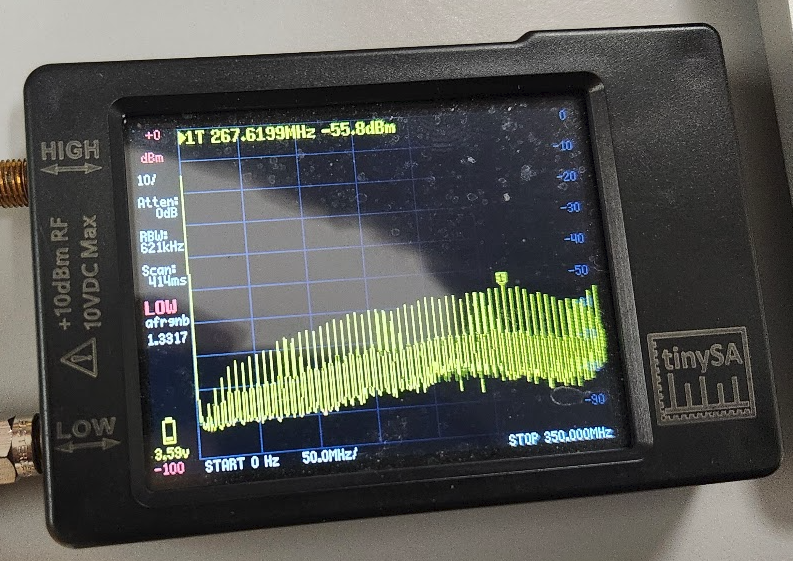 HIGH
+10dBm RF
10VDC Max
LOW
+0
dBm
10/
Atten:
0dB
RBW:
621kHz
Scan:
414ms
LOW
afrgnb
1.3317
3.59v
-100
1T 267.6199MHz -55.8dBm
1
0
-10
-20
-30
-40
-50
-90
START 0 Hz 50.0MHz/ STOP 350.000MHz
tinySA